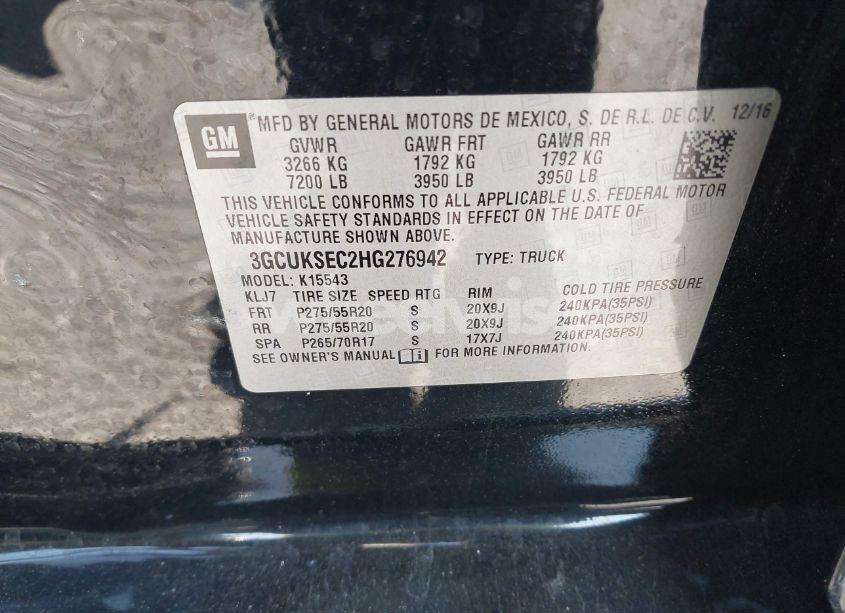 GM ® MFD BY GENERAL MOTORS DE MEXICO, S. DE R.L. DE C.V. 12/16
GVWR GAWR FRT GAWR RR
3266 KG 1792 KG 1792 KG
7200 LB 3950 LB 3950 LB
THIS VEHICLE CONFORMS TO ALL APPLICABLE U.S. FEDERAL MOTOR
VEHICLE SAFETY STANDARDS IN EFFECT ON THE DATE OF
MANUFACTURE SHOWN ABOVE.
3GCUKSEC2HG276942 TYPE: TRUCK
MODEL: K15543
KLJ7 TIRE SIZE SPEED RTG RIM COLD TIRE PRESSURE
FRT P275/55R20 S 20X9J 240KPA(35PSI)
RR P275/55R20 S 20X9J 240KPA(35PSI)
SPA P265/70R17 S 17X7J 240KPA(35PSI)
SEE OWNER'S MANUAL FOR MORE INFORMATION.